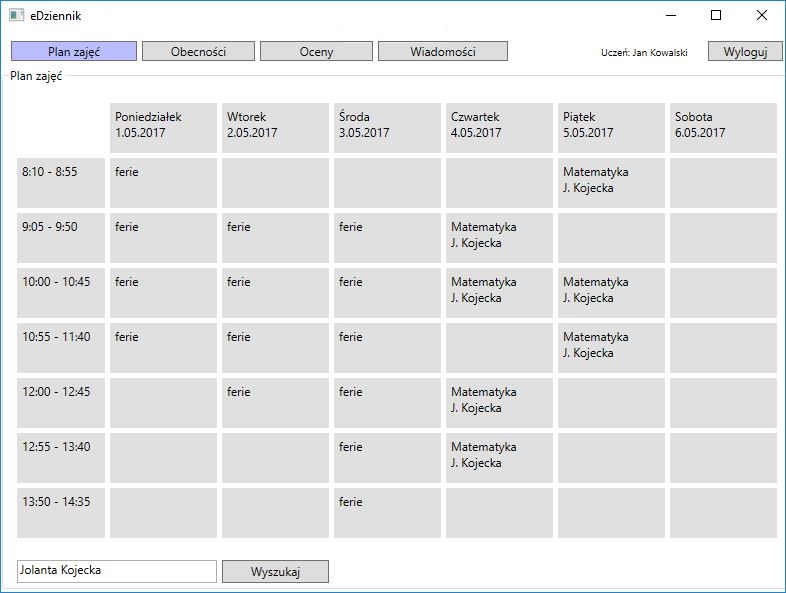 eDziennik
Plan zajęć Obecności Oceny Wiadomości Uczeń: Jan Kowalski Wyloguj
Plan zajęć
Poniedziałek Wtorek Środa Czwartek Piątek Sobota
1.05.2017 2.05.2017 3.05.2017 4.05.2017 5.05.2017 6.05.2017
8:10 - 8:55 ferie Matematyka
J. Kojecka
9:05 - 9:50 ferie ferie ferie Matematyka
J. Kojecka
10:00 - 10:45 ferie ferie ferie Matematyka Matematyka
J. Kojecka J. Kojecka
10:55 - 11:40 ferie ferie ferie Matematyka
J. Kojecka
12:00 - 12:45 ferie ferie Matematyka
J. Kojecka
12:55 - 13:40 ferie Matematyka
J. Kojecka
13:50 - 14:35 ferie
Jolanta Kojecka Wyszukaj